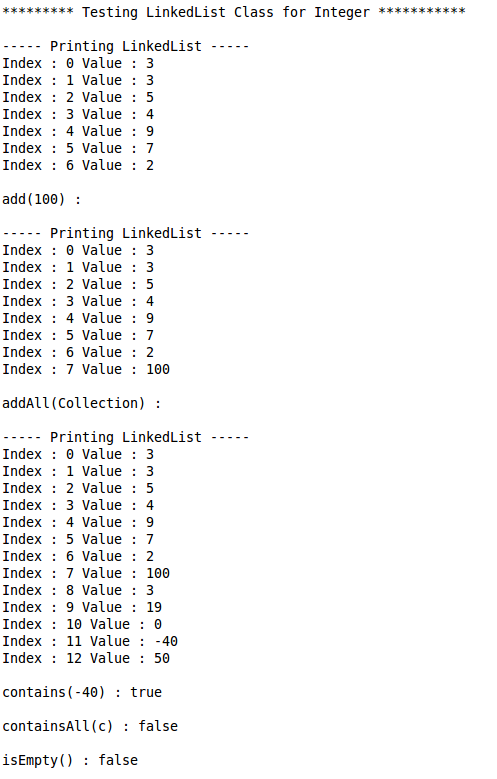 ********* Testing LinkedList Class for Integer ***********
----- Printing LinkedList -----
Index : 0 Value : 3
Index : 1 Value : 3
Index : 2 Value : 5
Index : 3 Value : 4
Index : 4 Value : 9
Index : 5 Value : 7
Index : 6 Value : 2
add(100) :
----- Printing LinkedList -----
Index : 0 Value : 3
Index : 1 Value : 3
Index : 2 Value : 5
Index : 3 Value : 4
Index : 4 Value : 9
Index : 5 Value : 7
Index : 6 Value : 2
Index : 7 Value : 100
addAll(Collection) :
----- Printing LinkedList -----
Index : 0 Value : 3
Index : 1 Value : 3
Index : 2 Value : 5
Index : 3 Value : 4
Index : 4 Value : 9
Index : 5 Value : 7
Index : 6 Value : 2
Index : 7 Value : 100
Index : 8 Value : 3
Index : 9 Value : 19
Index : 10 Value : 0
Index : 11 Value : -40
Index : 12 Value : 50
contains(-40) : true
containsAll(c) : false
isEmpty() : false